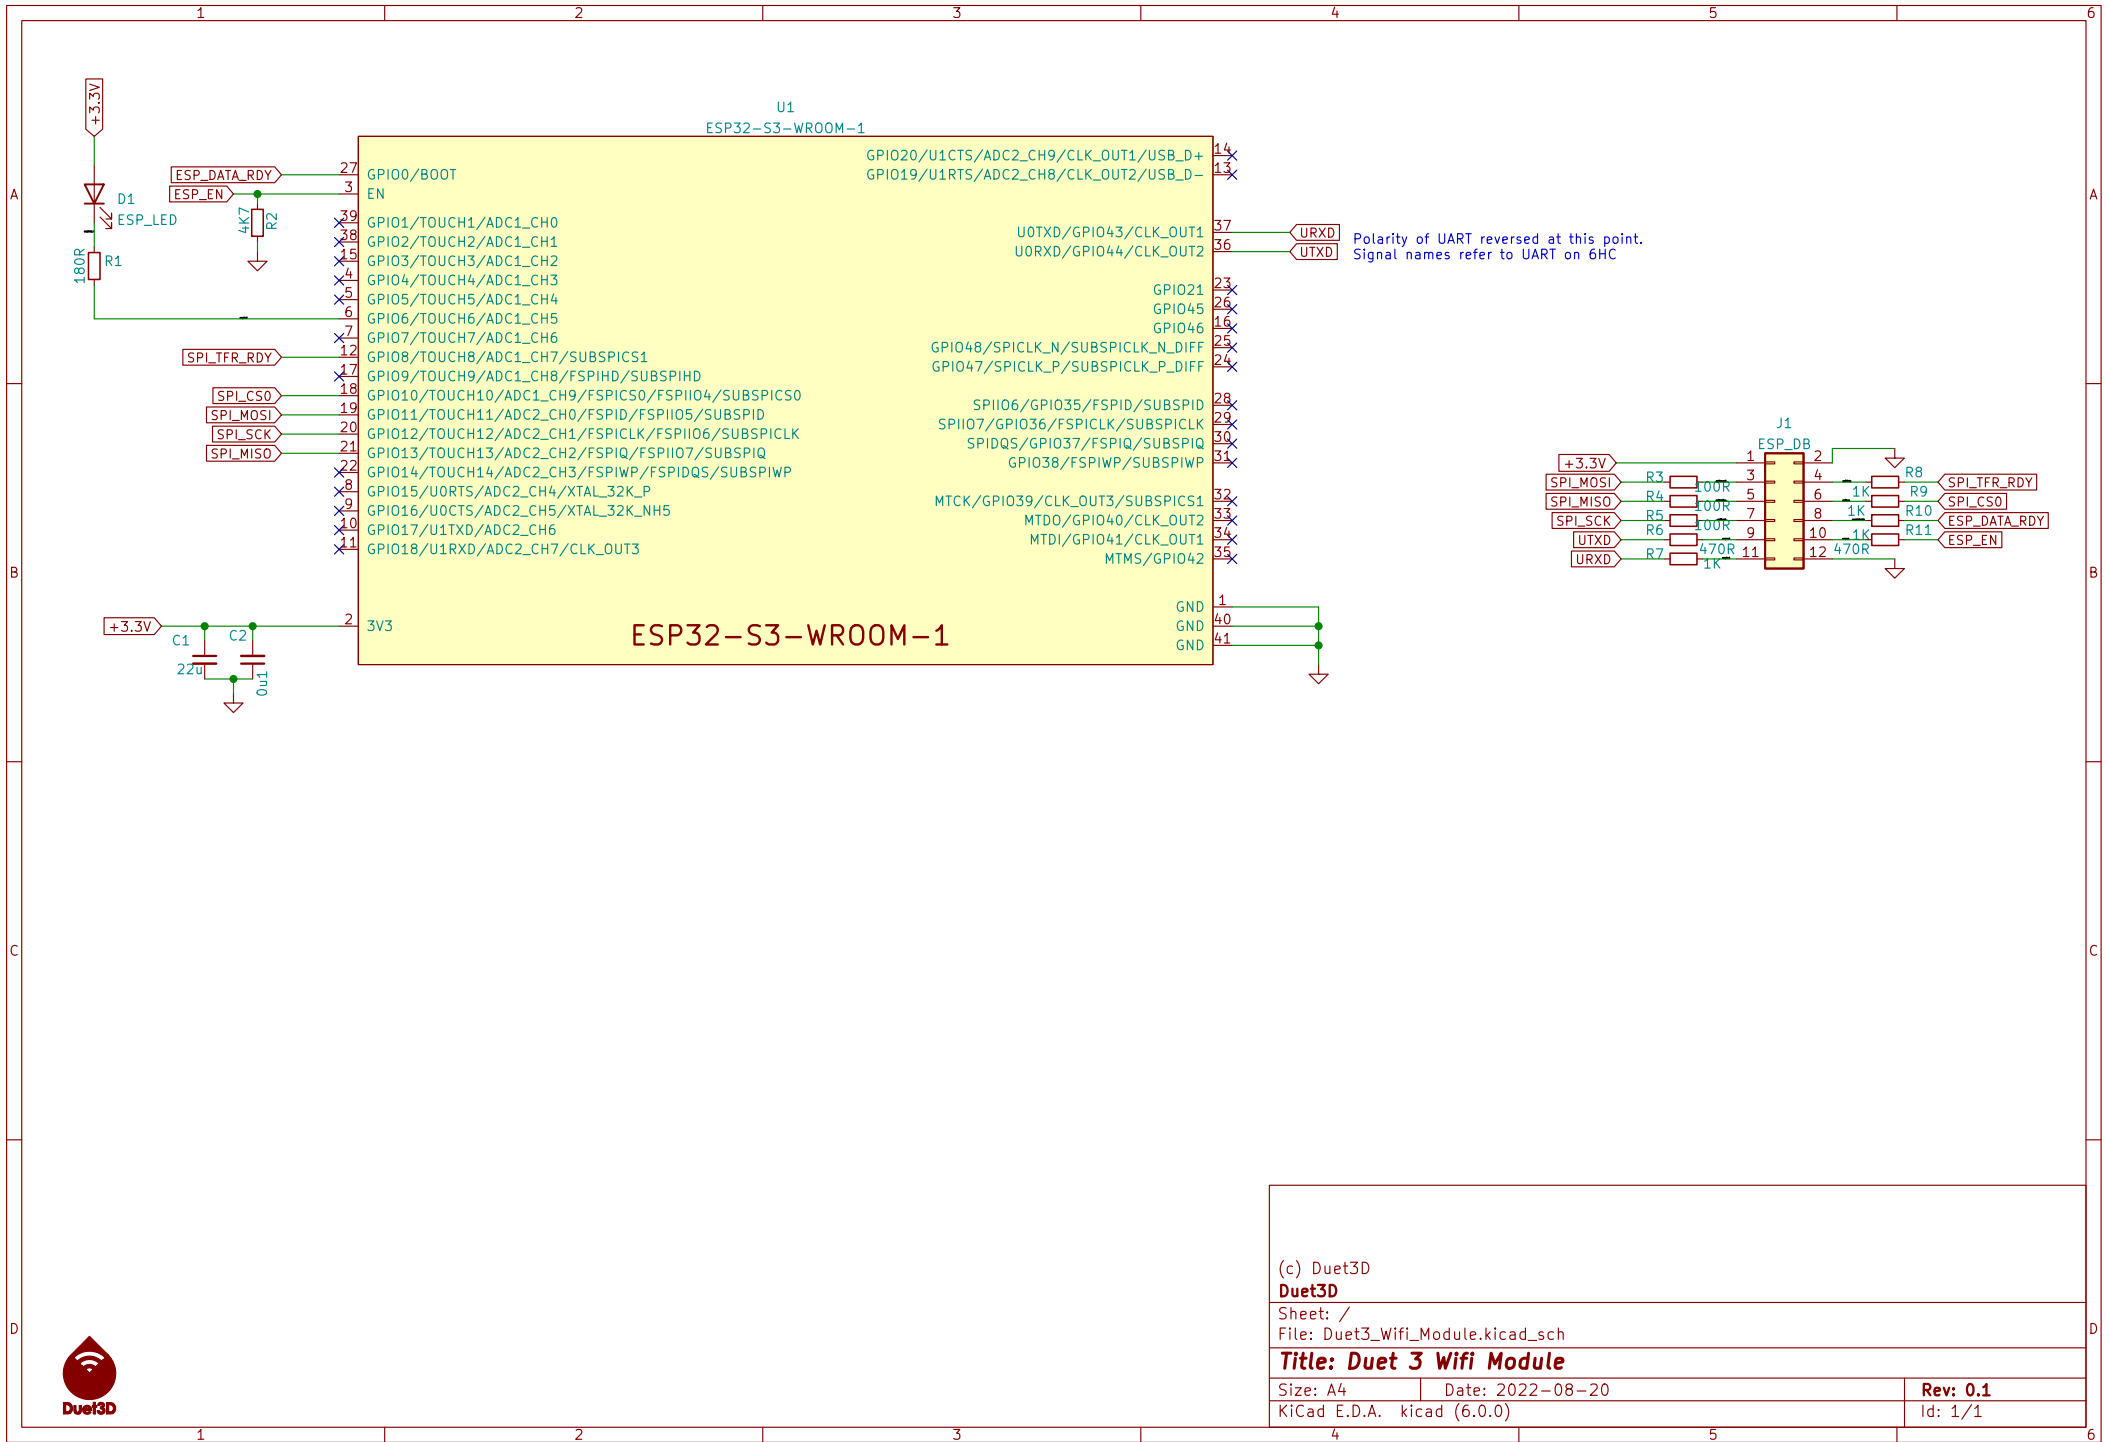 1 2 3 4 5 6
A
B
C
D
A
B
C
D
+3.3V
D1
ESP_LED
180R
R1
ESP_DATA_RDY
ESP_EN
4K7
R2
SPI_TFR_RDY
SPI_CS0
SPI_MOSI
SPI_SCK
SPI_MISO
+3.3V
C1
22u
C2
0u1
U1
ESP32-S3-WROOM-1
27 GPIO0/BOOT
3 EN
39 GPIO1/TOUCH1/ADC1_CH0
38 GPIO2/TOUCH2/ADC1_CH1
15 GPIO3/TOUCH3/ADC1_CH2
4 GPIO4/TOUCH4/ADC1_CH3
5 GPIO5/TOUCH5/ADC1_CH4
6 GPIO6/TOUCH6/ADC1_CH5
7 GPIO7/TOUCH7/ADC1_CH6
12 GPIO8/TOUCH8/ADC1_CH7/SUBSPICS1
17 GPIO9/TOUCH9/ADC1_CH8/FSPIHD/SUBSPIHD
18 GPIO10/TOUCH10/ADC1_CH9/FSPICS0/FSPIIO4/SUBSPICS0
19 GPIO11/TOUCH11/ADC2_CH0/FSPID/FSPIIO5/SUBSPID
20 GPIO12/TOUCH12/ADC2_CH1/FSPICLK/FSPIIO6/SUBSPICLK
21 GPIO13/TOUCH13/ADC2_CH2/FSPIQ/FSPIIO7/SUBSPIQ
22 GPIO14/TOUCH14/ADC2_CH3/FSPIWP/FSPIDQS/SUBSPIWP
8 GPIO15/U0RTS/ADC2_CH4/XTAL_32K_P
9 GPIO16/U0CTS/ADC2_CH5/XTAL_32K_NH5
10 GPIO17/U1TXD/ADC2_CH6
11 GPIO18/U1RXD/ADC2_CH7/CLK_OUT3
2 3V3
ESP32-S3-WROOM-1
GPIO20/U1CTS/ADC2_CH9/CLK_OUT1/USB_D+ 14
GPIO19/U1RTS/ADC2_CH8/CLK_OUT2/USB_D- 13
U0TXD/GPIO43/CLK_OUT1 37 URXD
U0RXD/GPIO44/CLK_OUT2 36 UTXD
Polarity of UART reversed at this point.
Signal names refer to UART on 6HC
GPIO21 23
GPIO45 26
GPIO46 16
GPIO48/SPICLK_N/SUBSPICLK_N_DIFF 25
GPIO47/SPICLK_P/SUBSPICLK_P_DIFF 24
SPIIO6/GPIO35/FSPID/SUBSPID 28
SPIIO7/GPIO36/FSPICLK/SUBSPICLK 29
SPIDQS/GPIO37/FSPIQ/SUBSPIQ 30
GPIO38/FSPIWP/SUBSPIWP 31
MTCK/GPIO39/CLK_OUT3/SUBSPICS1 32
MTDO/GPIO40/CLK_OUT2 33
MTDI/GPIO41/CLK_OUT1 34
MTMS/GPIO42 35
GND 1
GND 40
GND 41
J1
ESP_DB
+3.3V 1 2
SPI_MOSI R3 100R 3 4 1K R8 SPI_TFR_RDY
SPI_MISO R4 100R 5 6 1K R9 SPI_CS0
SPI_SCK R5 100R 7 8 1K R10 ESP_DATA_RDY
UTXD R6 470R 9 10 470R R11 ESP_EN
URXD R7 1K 11 12
(c) Duet3D
Duet3D
Sheet: /
File: Duet3_Wifi_Module.kicad_sch
Title: Duet 3 Wifi Module
Size: A4 Date: 2022-08-20 Rev: 0.1
KiCad E.D.A. kicad (6.0.0) Id: 1/1
Duet3D
1 2 3 4 5 6